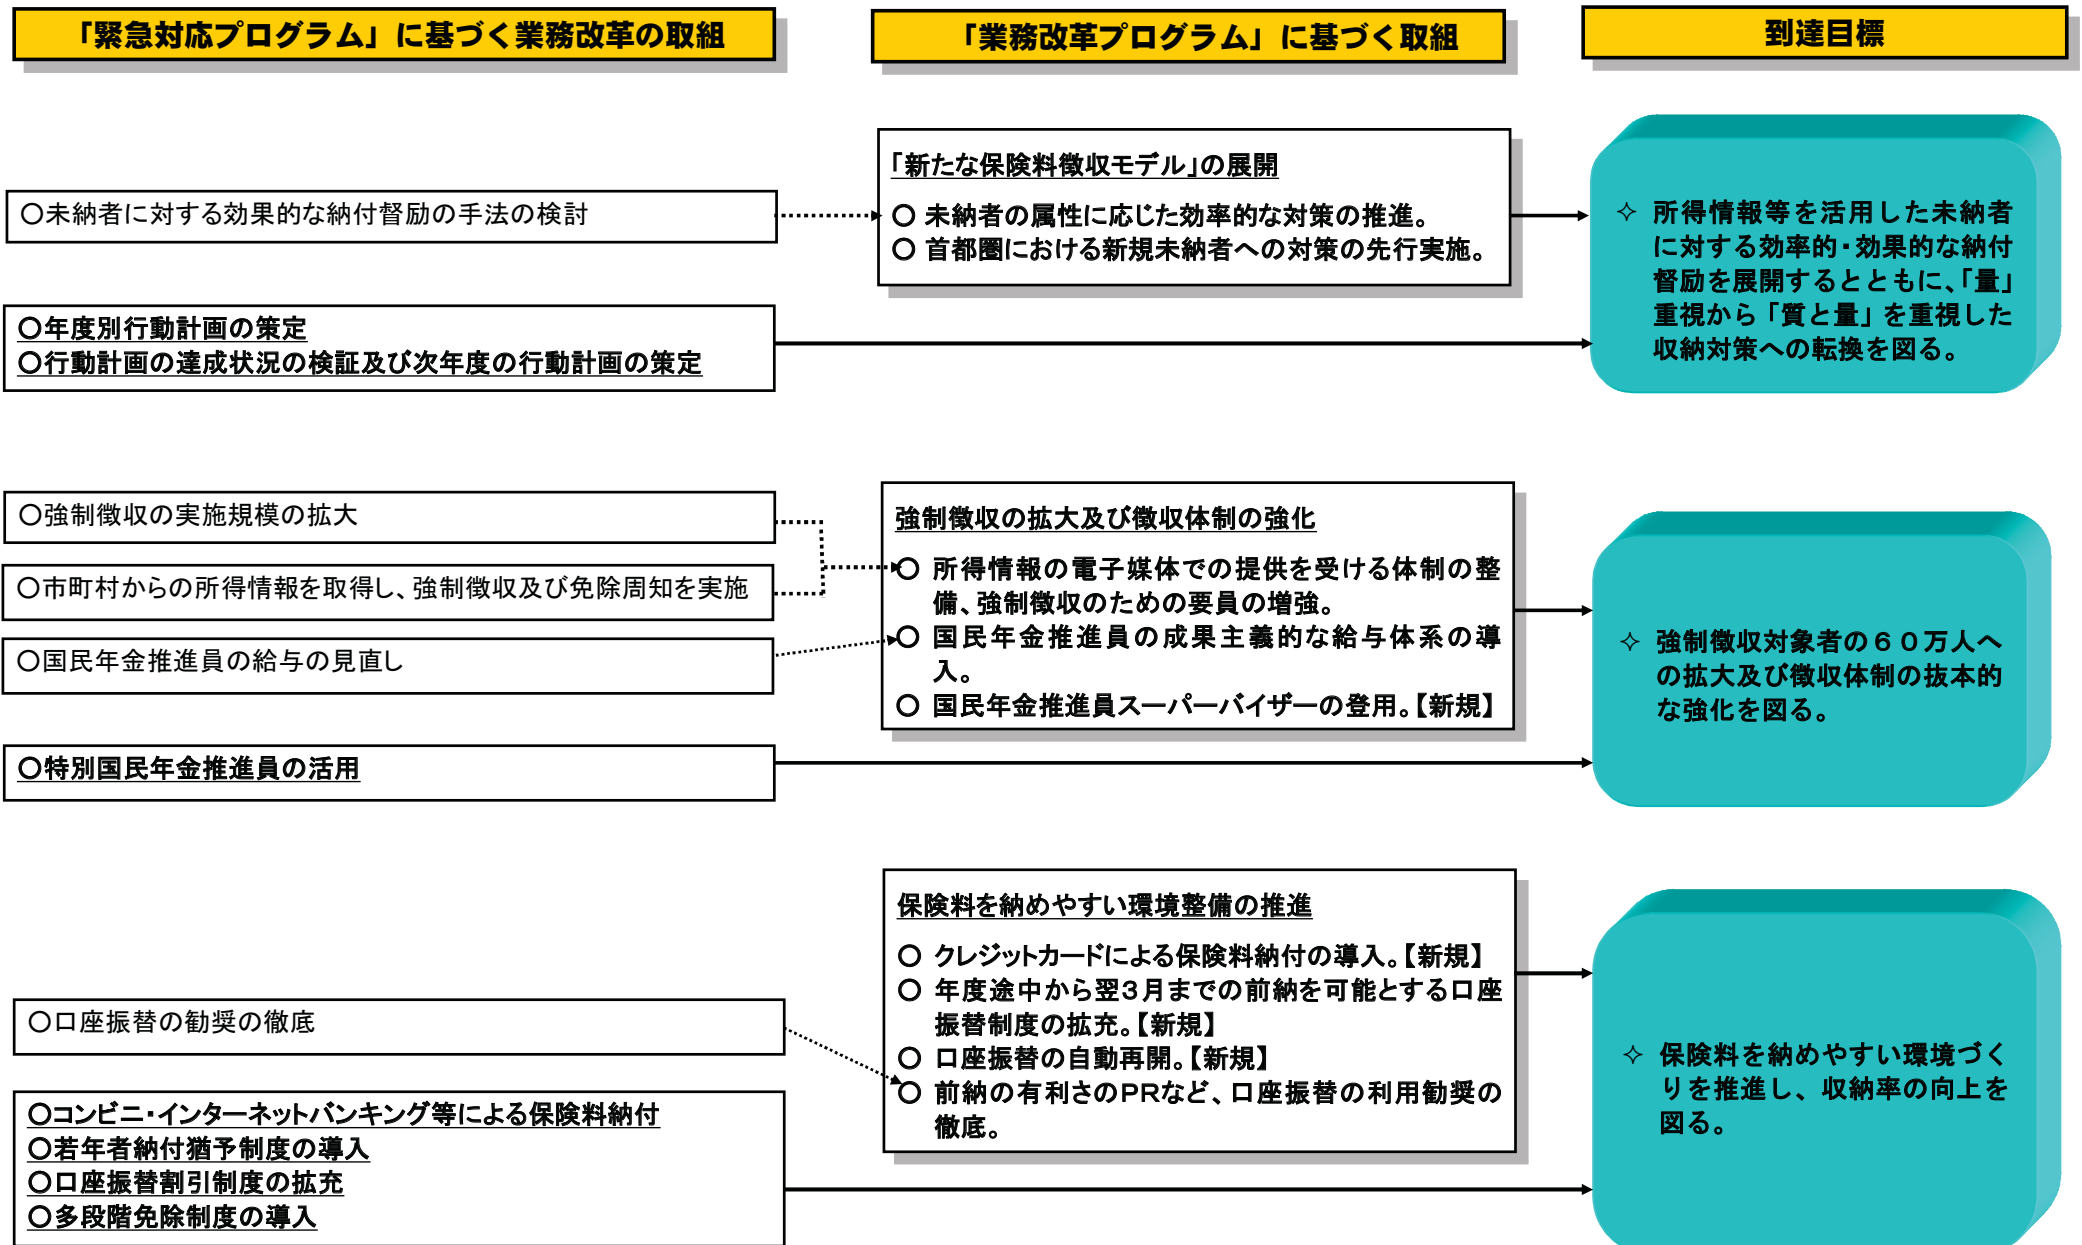 「緊急対応プログラム」に基づく業務改革の取組
「業務改革プログラム」に基づく取組
到達目標
○未納者に対する効果的な納付督励の手法の検討
○年度別行動計画の策定
○行動計画の達成状況の検証及び次年度の行動計画の策定
「新たな保険料徴収モデル」の展開
○ 未納者の属性に応じた効率的な対策の推進。
○ 首都圏における新規未納者への対策の先行実施。
✧ 所得情報等を活用した未納者
に対する効率的・効果的な納付
督励を展開するとともに、「量」
重視から「質と量」を重視した
収納対策への転換を図る。
○強制徴収の実施規模の拡大
○市町村からの所得情報を取得し、強制徴収及び免除周知を実施
○国民年金推進員の給与の見直し
○特別国民年金推進員の活用
強制徴収の拡大及び徴収体制の強化
○ 所得情報の電子媒体での提供を受ける体制の整
備、強制徴収のための要員の増強。
○ 国民年金推進員の成果主義的な給与体系の導
入。
○ 国民年金推進員スーパーバイザーの登用。【新規】
✧ 強制徴収対象者の60万人へ
の拡大及び徴収体制の抜本的
な強化を図る。
○口座振替の勧奨の徹底
○コンビニ・インターネットバンキング等による保険料納付
○若年者納付猶予制度の導入
○口座振替割引制度の拡充
○多段階免除制度の導入
保険料を納めやすい環境整備の推進
○ クレジットカードによる保険料納付の導入。【新規】
○ 年度途中から翌3月までの前納を可能とする口座
振替制度の拡充。【新規】
○ 口座振替の自動再開。【新規】
○ 前納の有利さのPRなど、口座振替の利用勧奨の
徹底。
✧ 保険料を納めやすい環境づく
りを推進し、収納率の向上を
図る。